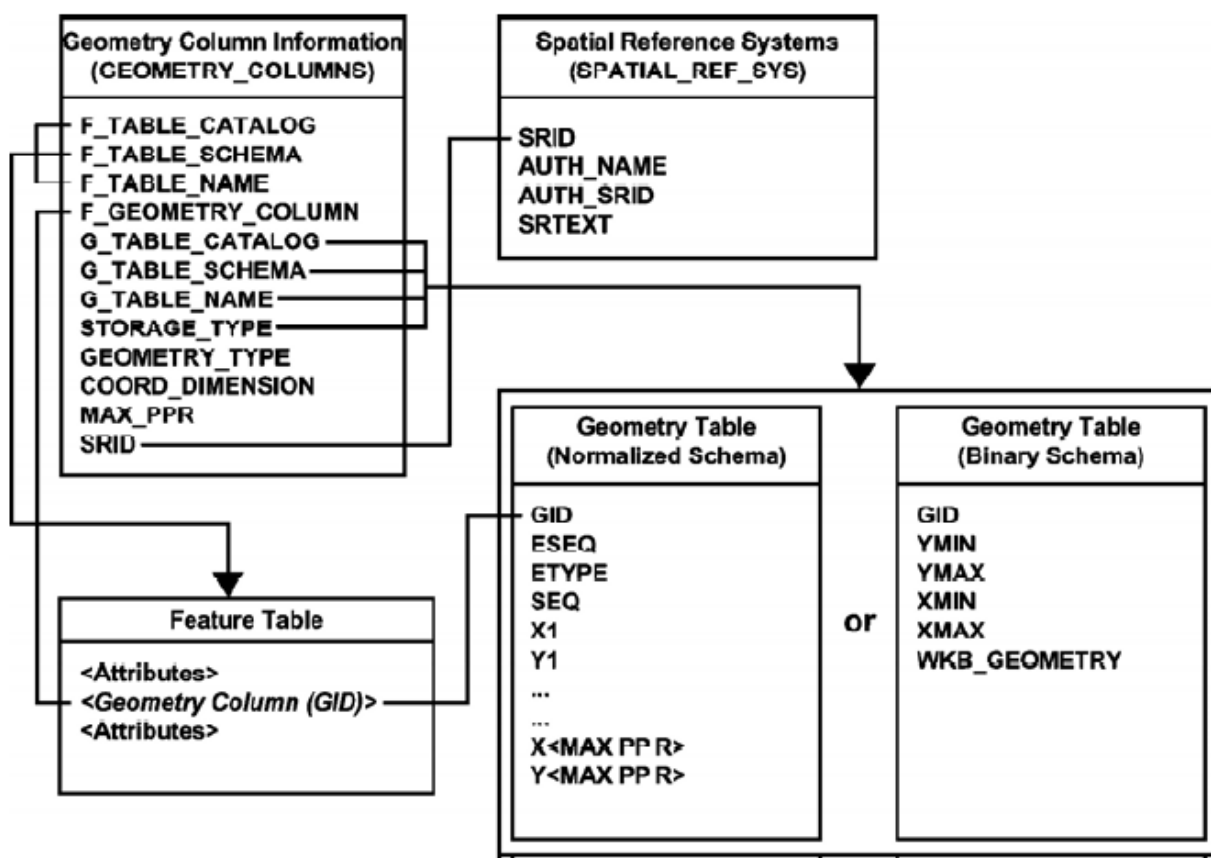 Geometry Column Information
(GEOMETRY_COLUMNS)
F_TABLE_CATALOG
F_TABLE_SCHEMA
F_TABLE_NAME
F_GEOMETRY_COLUMN
G_TABLE_CATALOG
G_TABLE_SCHEMA
G_TABLE_NAME
STORAGE_TYPE
GEOMETRY_TYPE
COORD_DIMENSION
MAX_PPR
SRID
Spatial Reference Systems
(SPATIAL_REF_SYS)
SRID
AUTH_NAME
AUTH_SRID
SRTEXT
Feature Table
<Attributes>
<Geometry Column (GID)>
<Attributes>
Geometry Table
(Normalized Schema)
GID
ESEQ
ETYPE
SEQ
X1
Y1
...
...
X<MAX PPR>
Y<MAX PPR>
or
Geometry Table
(Binary Schema)
GID
YMIN
YMAX
XMIN
XMAX
WKB_GEOMETRY